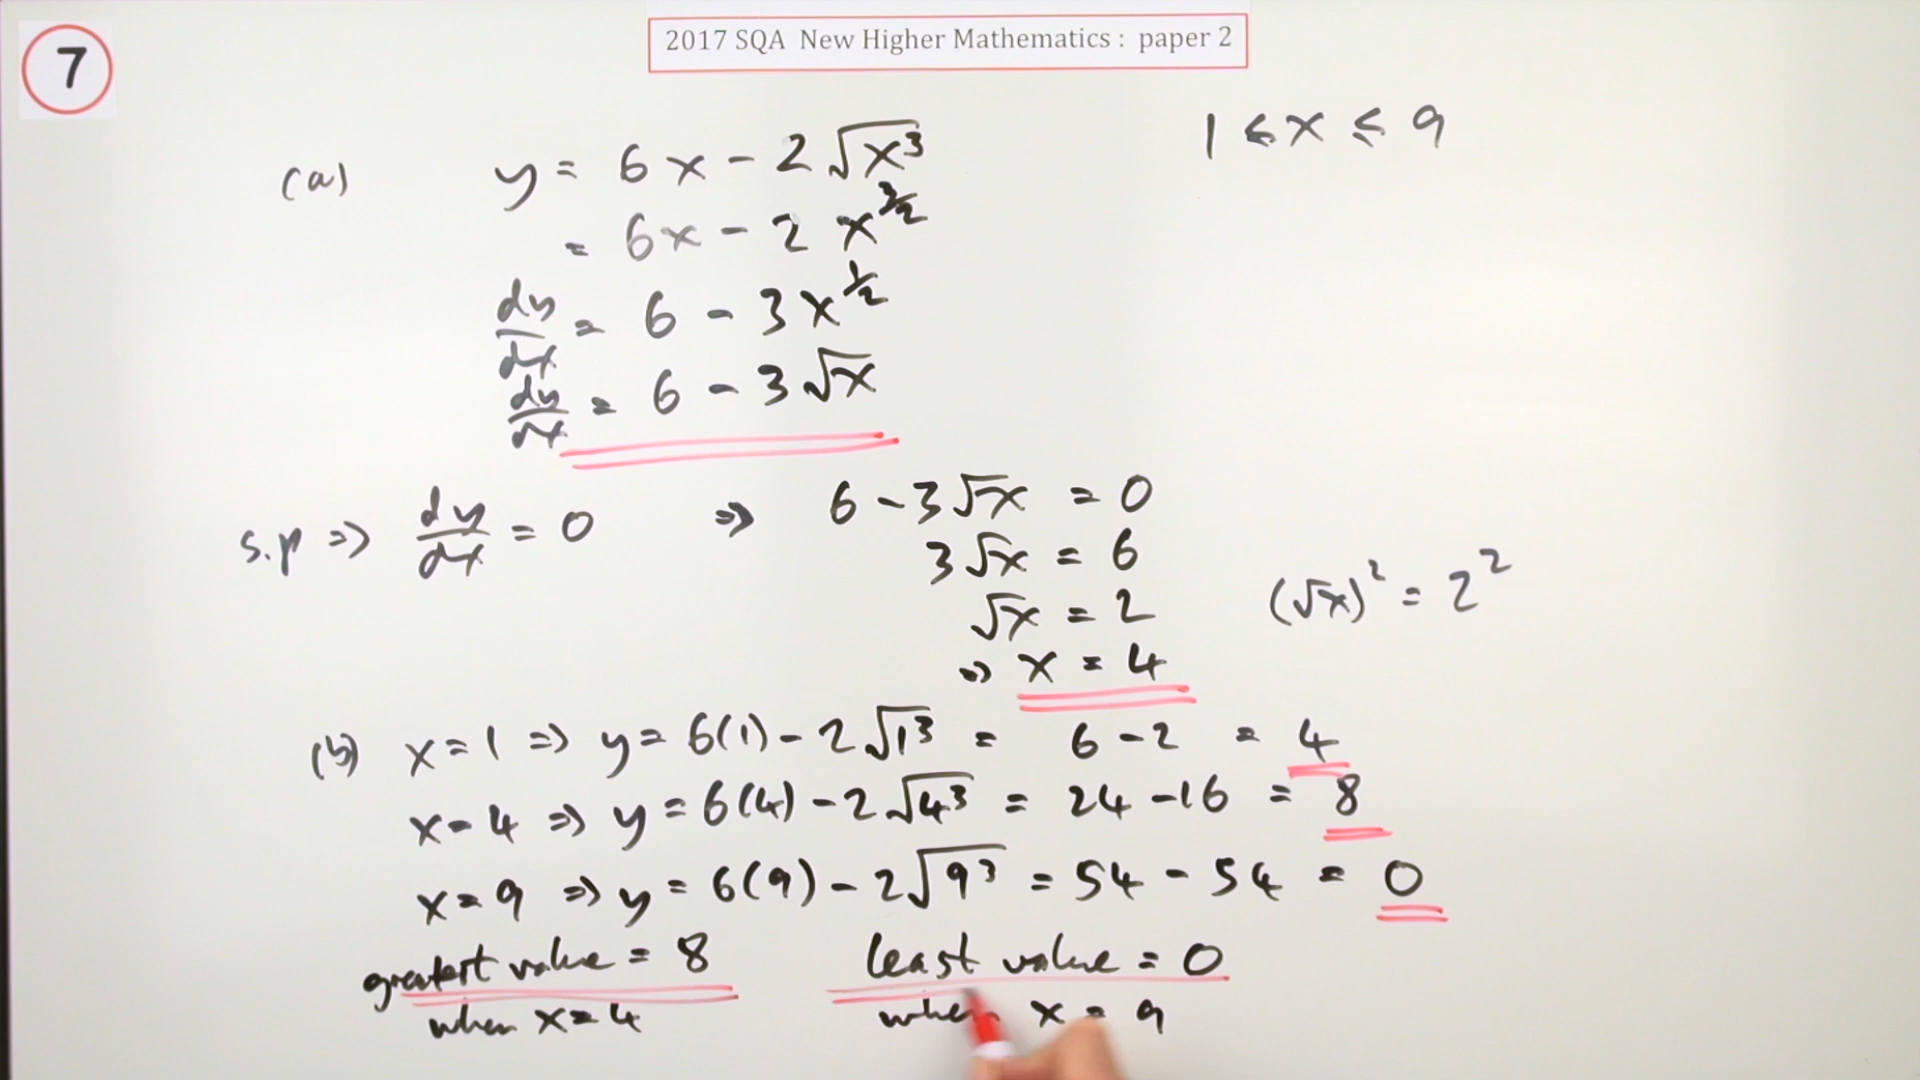 7
2017 SQA New Higher Mathematics : paper 2
1 ≤ x ≤ 9
(a) y = 6x - 2√x³
= 6x - 2 x^3/2
dy/dx = 6 - 3x^1/2
dy/dx = 6 - 3√x
s.p ⇒ dy/dx = 0 ⇒ 6 - 3√x = 0
3√x = 6
√x = 2 (√x)² = 2²
⇒ x = 4
(b) x = 1 ⇒ y = 6(1) - 2√1³ = 6 - 2 = 4
x = 4 ⇒ y = 6(4) - 2√4³ = 24 - 16 = 8
x = 9 ⇒ y = 6(9) - 2√9³ = 54 - 54 = 0
greatest value = 8 least value = 0
when x = 4 when x = 9